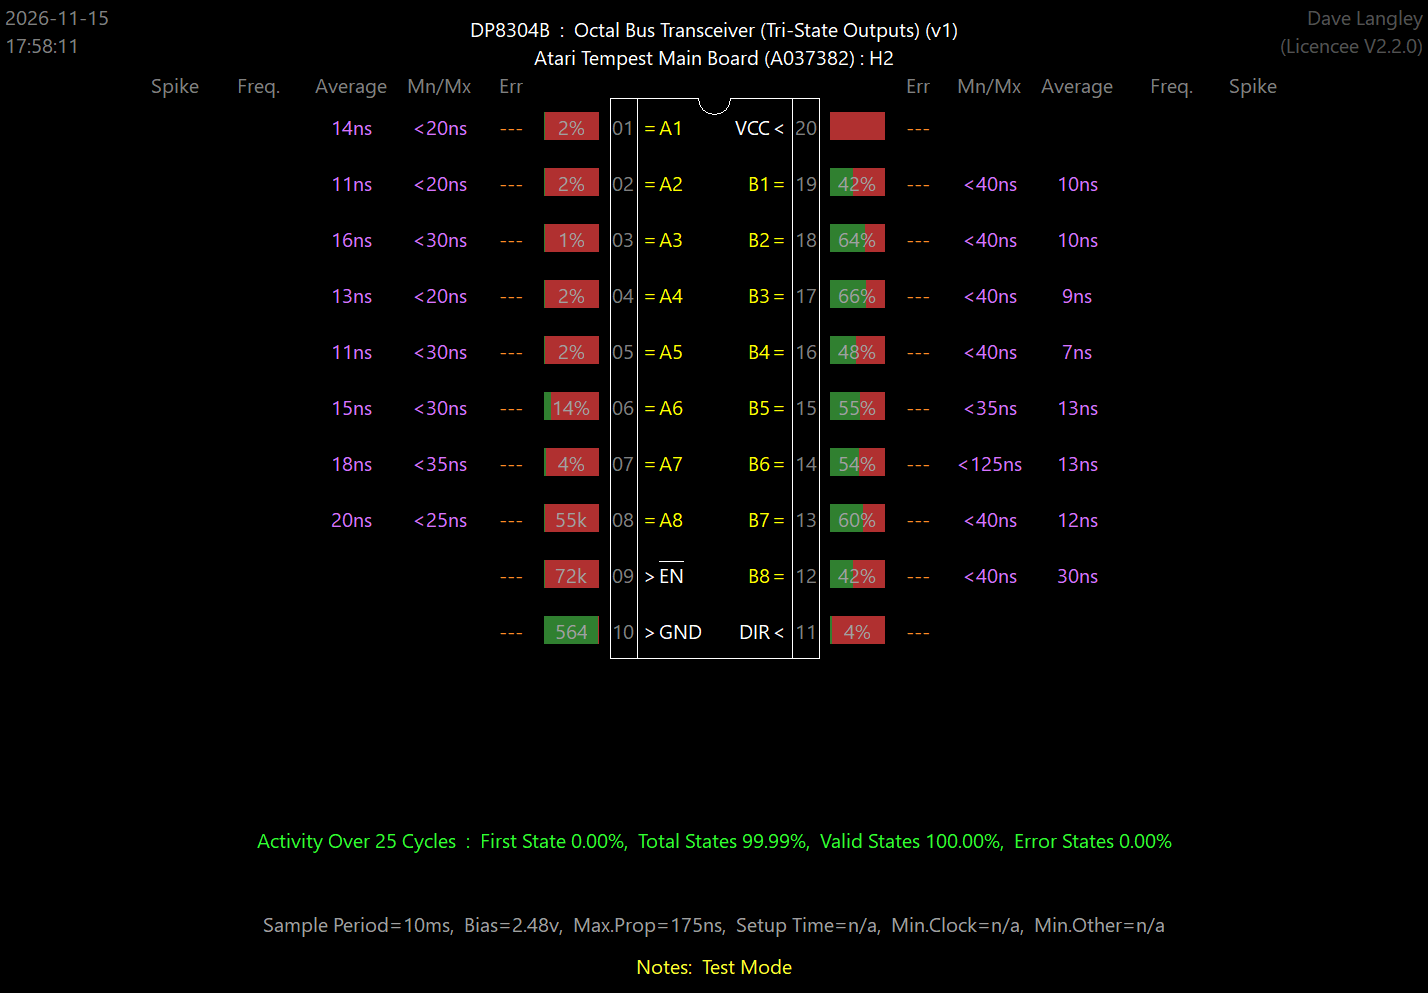 2026-11-15
17:58:11
DP8304B : Octal Bus Transceiver (Tri-State Outputs) (v1)
Atari Tempest Main Board (A037382) : H2
Dave Langley
(Licencee V2.2.0)
Spike Freq. Average Mn/Mx Err Err Mn/Mx Average Freq. Spike
14ns <20ns --- 2% 01 =A1 VCC< 20 ---
11ns <20ns --- 2% 02 =A2 B1= 19 42% --- <40ns 10ns
16ns <30ns --- 1% 03 =A3 B2= 18 64% --- <40ns 10ns
13ns <20ns --- 2% 04 =A4 B3= 17 66% --- <40ns 9ns
11ns <30ns --- 2% 05 =A5 B4= 16 48% --- <40ns 7ns
15ns <30ns --- 14% 06 =A6 B5= 15 55% --- <35ns 13ns
18ns <35ns --- 4% 07 =A7 B6= 14 54% --- <125ns 13ns
20ns <25ns --- 55k 08 =A8 B7= 13 60% --- <40ns 12ns
--- 72k 09 >EN B8= 12 42% --- <40ns 30ns
--- 564 10 >GND DIR< 11 4% ---
Activity Over 25 Cycles : First State 0.00%, Total States 99.99%, Valid States 100.00%, Error States 0.00%
Sample Period=10ms, Bias=2.48v, Max.Prop=175ns, Setup Time=n/a, Min.Clock=n/a, Min.Other=n/a
Notes: Test Mode